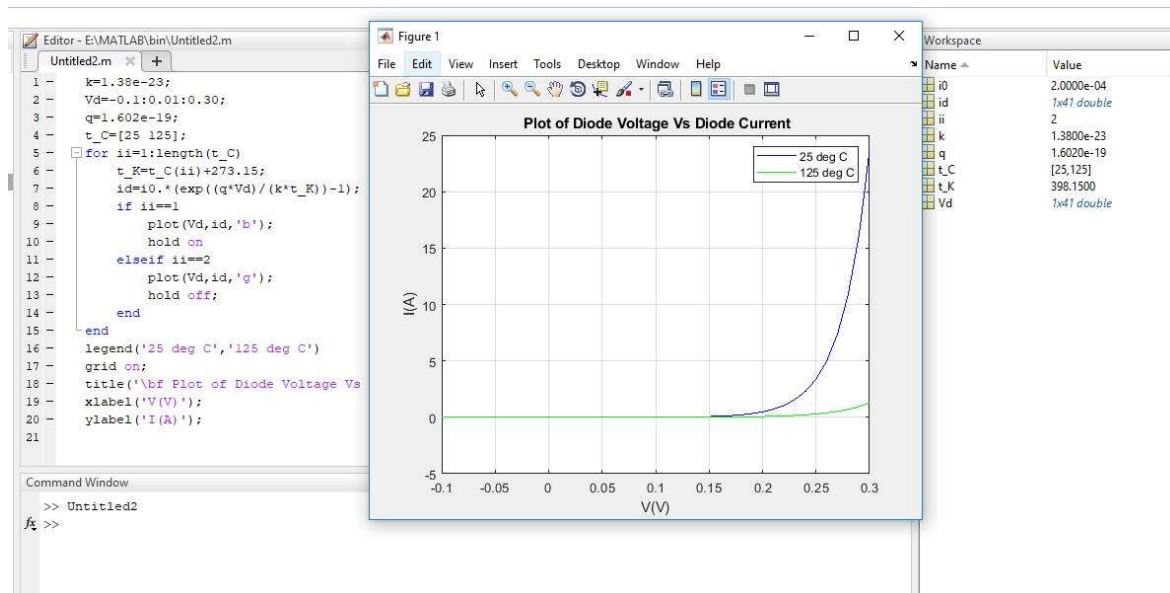 Editor - E:\MATLAB\bin\Untitled2.m
Untitled2.m × +
1 - k=1.38e-23;
2 - Vd=-0.1:0.01:0.30;
3 - q=1.602e-19;
4 - t_C=[25 125];
5 - for ii=1:length(t_C)
6 - t_K=t_C(ii)+273.15;
7 - id=i0.*(exp((q*Vd)/(k*t_K))-1);
8 - if ii==1
9 - plot(Vd,id,'b');
10 - hold on
11 - elseif ii==2
12 - plot(Vd,id,'g');
13 - hold off;
14 - end
15 - end
16 - legend('25 deg C','125 deg C')
17 - grid on;
18 - title('\bf Plot of Diode Voltage Vs
19 - xlabel('V(V)');
20 - ylabel('I(A)');
21
Command Window
>> Untitled2
fx >>
Figure 1
File Edit View Insert Tools Desktop Window Help
Plot of Diode Voltage Vs Diode Current
25 deg C
125 deg C
25
20
15
10
5
0
-5
I(A)
-0.1 -0.05 0 0.05 0.1 0.15 0.2 0.25 0.3
V(V)
Workspace
Name Value
i0 2.0000e-04
id 1x41 double
ii 2
k 1.3800e-23
q 1.6020e-19
t_C [25,125]
t_K 398.1500
Vd 1x41 double